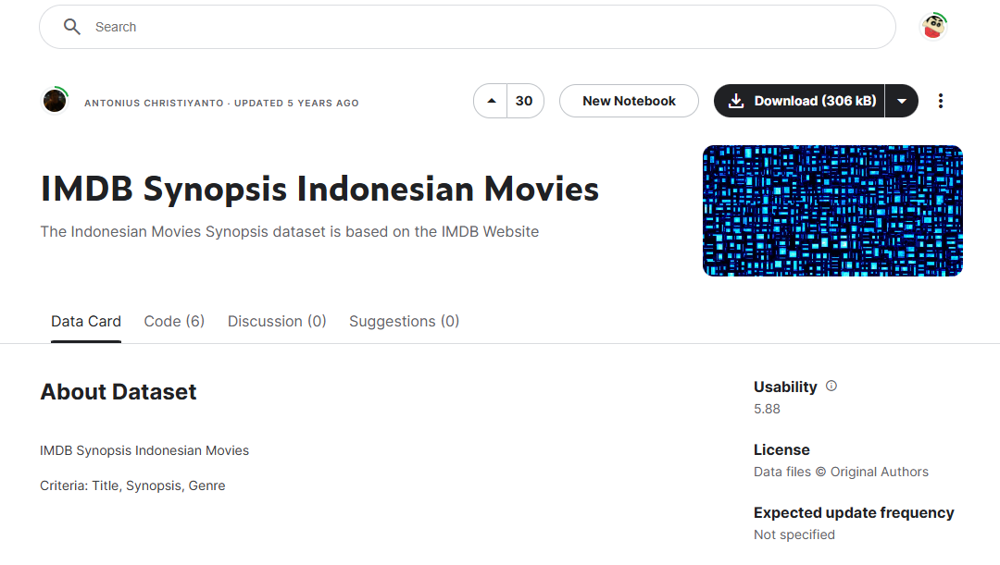 Search
ANTONIUS CHRISTIYANTO · UPDATED 5 YEARS AGO
30
New Notebook
Download (306 kB)
IMDB Synopsis Indonesian Movies
The Indonesian Movies Synopsis dataset is based on the IMDB Website
Data Card
Code (6)
Discussion (0)
Suggestions (0)
About Dataset
IMDB Synopsis Indonesian Movies
Criteria: Title, Synopsis, Genre
Usability
5.88
License
Data files © Original Authors
Expected update frequency
Not specified